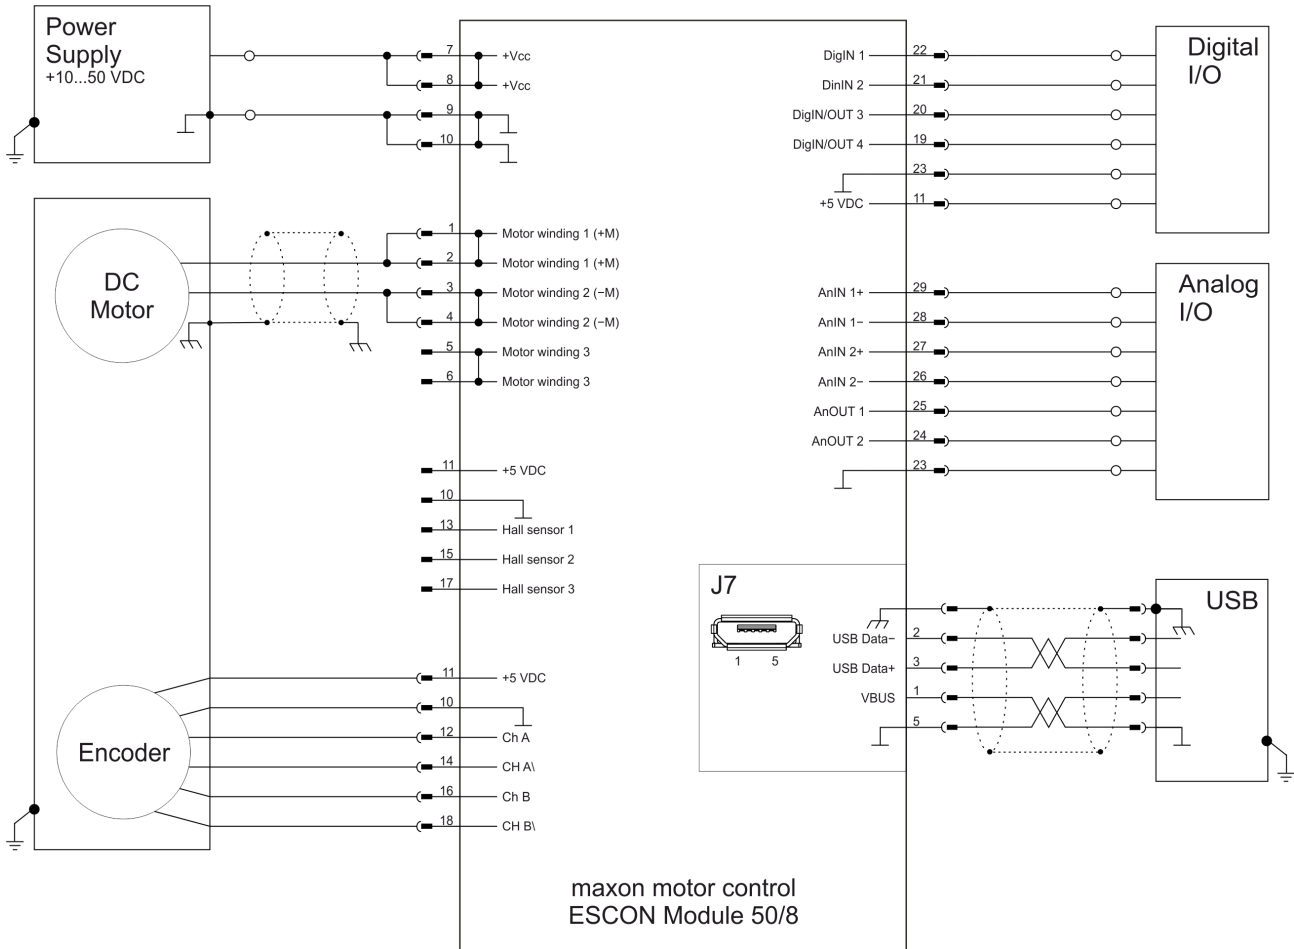 Power
Supply
+10...50 VDC
7 +Vcc
8 +Vcc
9
10
DigIN 1 22
DinIN 2 21
DigIN/OUT 3 20
DigIN/OUT 4 19
23
+5 VDC 11
Digital
I/O
DC
Motor
1 Motor winding 1 (+M)
2 Motor winding 1 (+M)
3 Motor winding 2 (−M)
4 Motor winding 2 (−M)
5 Motor winding 3
6 Motor winding 3
AnIN 1+ 29
AnIN 1− 28
AnIN 2+ 27
AnIN 2− 26
AnOUT 1 25
AnOUT 2 24
23
Analog
I/O
11 +5 VDC
10
13 Hall sensor 1
15 Hall sensor 2
17 Hall sensor 3
J7
1 5
USB Data− 2
USB Data+ 3
VBUS 1
5
USB
Encoder
11 +5 VDC
10
12 Ch A
14 CH A\
16 Ch B
18 CH B\
maxon motor control
ESCON Module 50/8